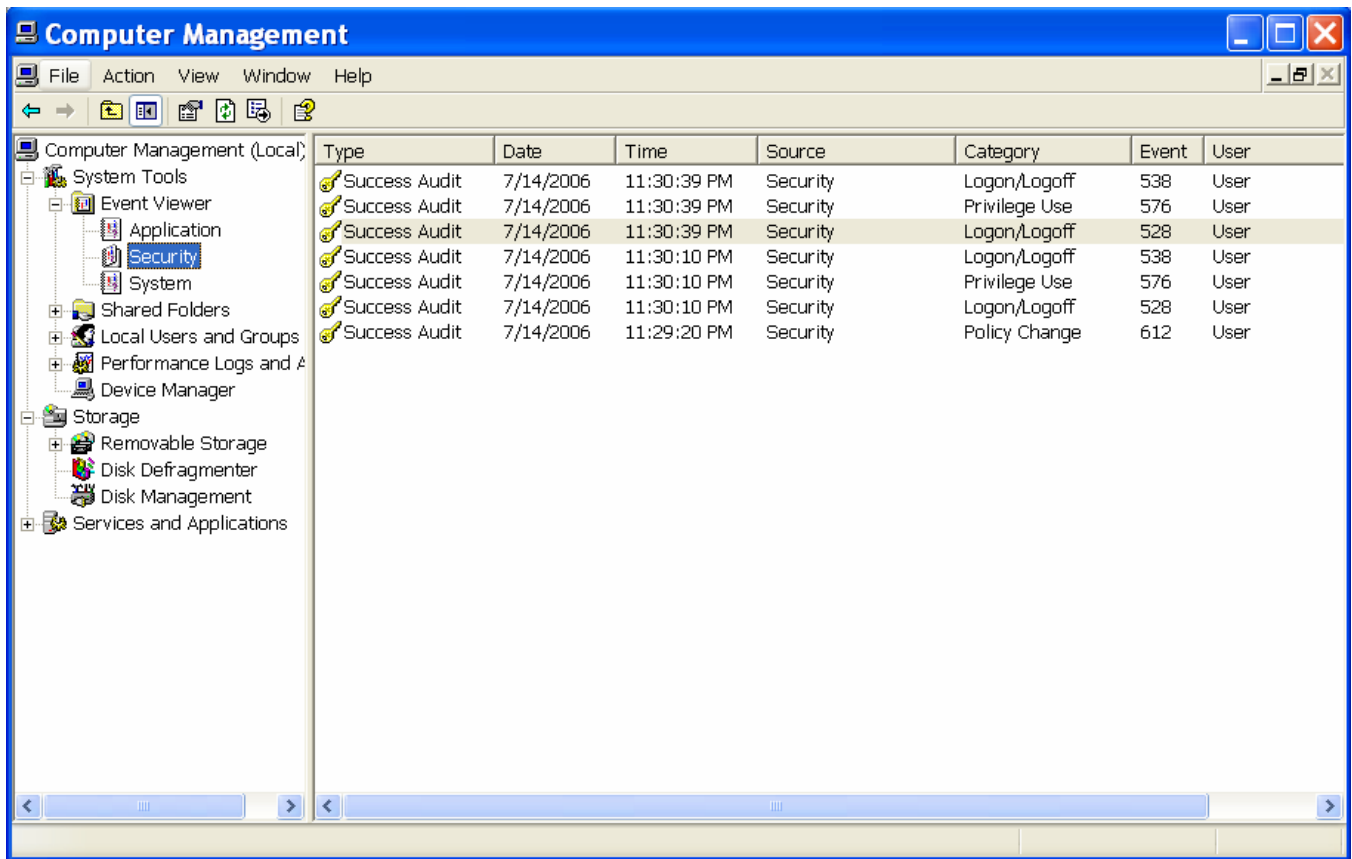 Computer Management
File Action View Window Help
Computer Management (Local)
System Tools
Event Viewer
Application
Security
System
Shared Folders
Local Users and Groups
Performance Logs and A
Device Manager
Storage
Removable Storage
Disk Defragmenter
Disk Management
Services and Applications
Type Date Time Source Category Event User
Success Audit 7/14/2006 11:30:39 PM Security Logon/Logoff 538 User
Success Audit 7/14/2006 11:30:39 PM Security Privilege Use 576 User
Success Audit 7/14/2006 11:30:39 PM Security Logon/Logoff 528 User
Success Audit 7/14/2006 11:30:10 PM Security Logon/Logoff 538 User
Success Audit 7/14/2006 11:30:10 PM Security Privilege Use 576 User
Success Audit 7/14/2006 11:30:10 PM Security Logon/Logoff 528 User
Success Audit 7/14/2006 11:29:20 PM Security Policy Change 612 User